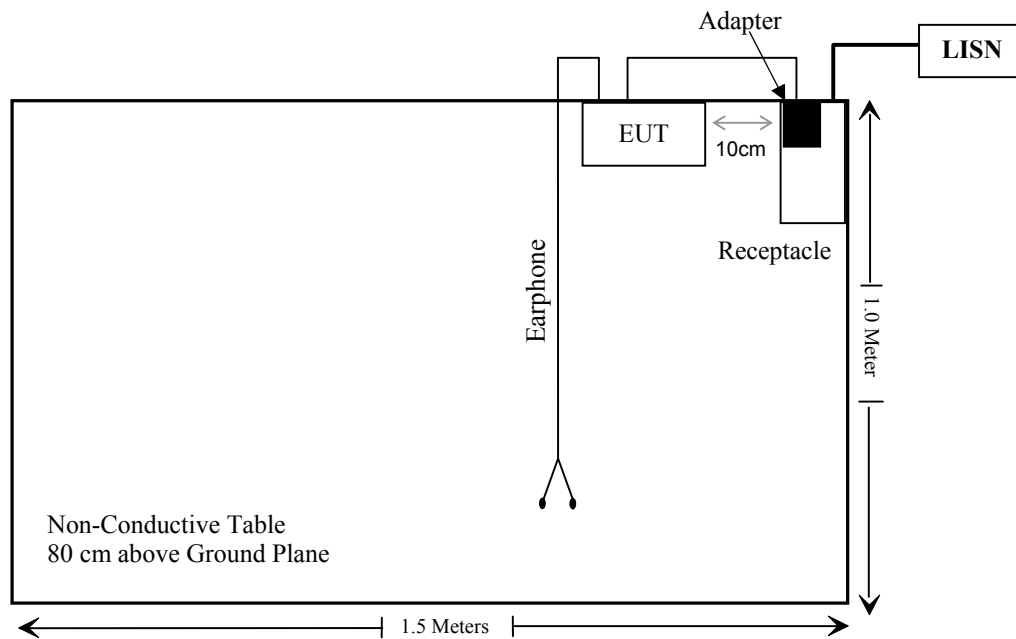 Adapter
LISN
EUT
10cm
Receptacle
Earphone
1.0 Meter
Non-Conductive Table
80 cm above Ground Plane
1.5 Meters